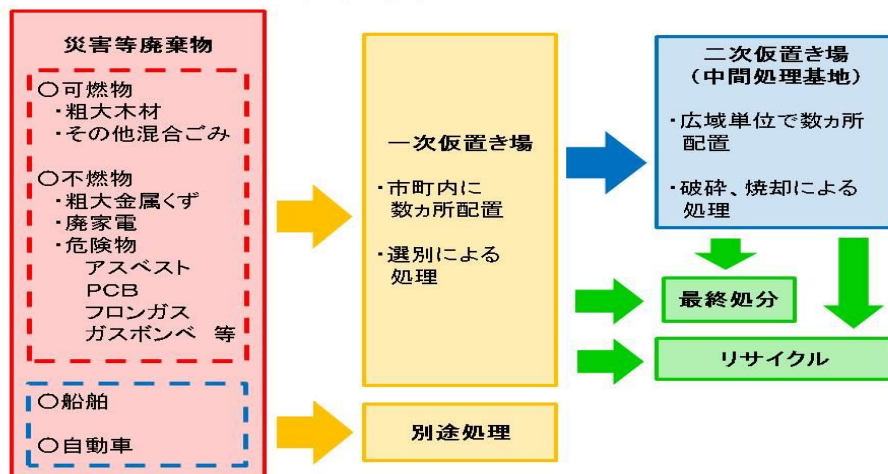 災害等廃棄物
○可燃物
・粗大木材
・その他混合ごみ
○不燃物
・粗大金属くず
・廃家電
・危険物
アスベスト
PCB
フロンガス
ガスボンベ 等
○船舶
○自動車
一次仮置き場
・市町内に
数ヵ所配置
・選別による
処理
別途処理
二次仮置き場
（中間処理基地）
・広域単位で数ヵ所
配置
・破砕、焼却による
処理
最終処分
リサイクル